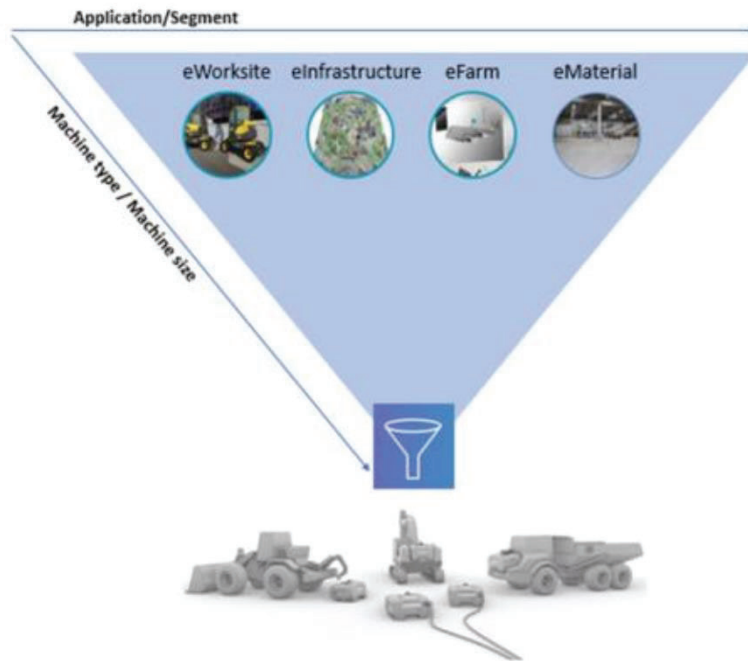 Application/Segment
eWorksite eInfrastructure eFarm eMaterial
Machine type / Machine size